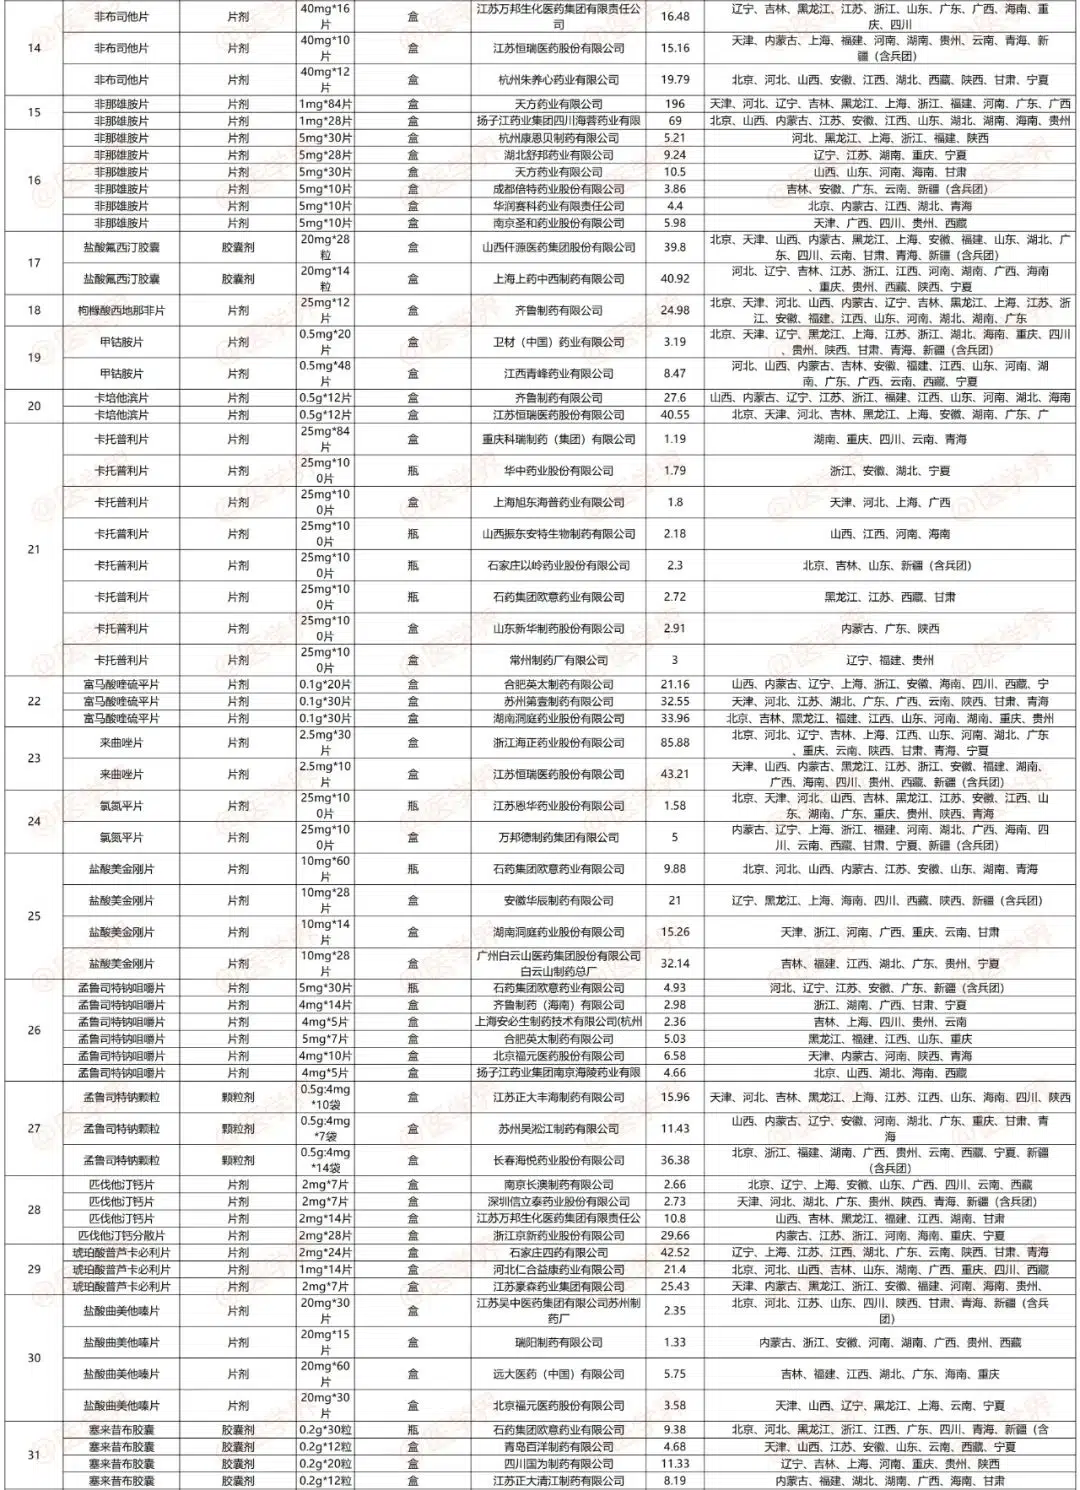 14
非布司他片 片剂 40mg*16片 盒 江苏万邦生化医药集团有限责任公司 16.48 辽宁、吉林、黑龙江、江苏、浙江、山东、广东、广西、海南、重庆、四川
非布司他片 片剂 40mg*10片 盒 江苏恒瑞医药股份有限公司 15.16 天津、内蒙古、上海、福建、河南、湖南、贵州、云南、青海、新疆（含兵团）
非布司他片 片剂 40mg*12片 盒 杭州朱养心药业有限公司 19.79 北京、河北、山西、安徽、江西、湖北、西藏、陕西、甘肃、宁夏
15
非那雄胺片 片剂 1mg*84片 盒 天方药业有限公司 196 天津、河北、辽宁、吉林、黑龙江、上海、浙江、福建、河南、广东、广西
非那雄胺片 片剂 1mg*28片 盒 扬子江药业集团四川海蓉药业有限 69 北京、山西、内蒙古、江苏、安徽、江西、山东、湖北、湖南、海南、贵州
16
非那雄胺片 片剂 5mg*30片 盒 杭州康恩贝制药有限公司 5.21 河北、黑龙江、上海、浙江、福建、陕西
非那雄胺片 片剂 5mg*28片 盒 湖北舒邦药业有限公司 9.24 辽宁、江苏、湖南、重庆、宁夏
非那雄胺片 片剂 5mg*30片 盒 天方药业有限公司 10.5 山西、山东、河南、海南、甘肃
非那雄胺片 片剂 5mg*10片 盒 成都倍特药业股份有限公司 3.86 吉林、安徽、广东、云南、新疆（含兵团）
非那雄胺片 片剂 5mg*10片 盒 华润赛科药业有限责任公司 4.4 北京、内蒙古、江西、湖北、青海
非那雄胺片 片剂 5mg*10片 盒 南京圣和药业股份有限公司 5.98 天津、广西、四川、贵州、西藏
17
盐酸氟西汀胶囊 胶囊剂 20mg*28粒 盒 山西仟源医药集团股份有限公司 39.8 北京、天津、山西、内蒙古、黑龙江、上海、安徽、福建、山东、湖北、广东、四川、云南、甘肃、青海、新疆（含兵团）
盐酸氟西汀胶囊 胶囊剂 20mg*14粒 盒 上海上药中西制药有限公司 40.92 河北、辽宁、吉林、江苏、浙江、江西、河南、湖南、广西、海南、重庆、贵州、西藏、陕西、宁夏
18 枸橼酸西地那非片 片剂 25mg*12片 盒 齐鲁制药有限公司 24.98 北京、天津、河北、山西、内蒙古、辽宁、吉林、黑龙江、上海、江苏、浙江、安徽、福建、江西、山东、河南、湖北、湖南、广东
19
甲钴胺片 片剂 0.5mg*20片 盒 卫材（中国）药业有限公司 3.19 北京、天津、辽宁、黑龙江、上海、江苏、浙江、湖北、海南、重庆、四川、贵州、陕西、甘肃、青海、新疆（含兵团）
甲钴胺片 片剂 0.5mg*48片 盒 江西青峰药业有限公司 8.47 河北、山西、内蒙古、吉林、安徽、福建、江西、山东、河南、湖南、广东、广西、云南、西藏、宁夏
20
卡培他滨片 片剂 0.5g*12片 盒 齐鲁制药有限公司 27.6 山西、内蒙古、辽宁、江苏、浙江、福建、江西、山东、河南、湖北、海南
卡培他滨片 片剂 0.5g*12片 盒 江苏恒瑞医药股份有限公司 40.55 北京、天津、河北、吉林、黑龙江、上海、安徽、湖南、广东、广
21
卡托普利片 片剂 25mg*84片 盒 重庆科瑞制药（集团）有限公司 1.19 湖南、重庆、四川、云南、青海
卡托普利片 片剂 25mg*100片 瓶 华中药业股份有限公司 1.79 浙江、安徽、湖北、宁夏
卡托普利片 片剂 25mg*100片 盒 上海旭东海普药业有限公司 1.8 天津、河北、上海、广西
卡托普利片 片剂 25mg*100片 瓶 山西振东安特生物制药有限公司 2.18 山西、江西、河南、海南
卡托普利片 片剂 25mg*100片 瓶 石家庄以岭药业股份有限公司 2.3 北京、吉林、山东、新疆（含兵团）
卡托普利片 片剂 25mg*100片 瓶 石药集团欧意药业有限公司 2.72 黑龙江、江苏、西藏、甘肃
卡托普利片 片剂 25mg*100片 盒 山东新华制药股份有限公司 2.91 内蒙古、广东、陕西
卡托普利片 片剂 25mg*100片 盒 常州制药厂有限公司 3 辽宁、福建、贵州
22
富马酸喹硫平片 片剂 0.1g*20片 盒 合肥英太制药有限公司 21.16 山西、内蒙古、辽宁、上海、浙江、安徽、海南、四川、西藏、宁
富马酸喹硫平片 片剂 0.1g*30片 盒 苏州第壹制药有限公司 32.55 天津、河北、江苏、湖北、广东、广西、云南、陕西、甘肃、青海
富马酸喹硫平片 片剂 0.1g*30片 盒 湖南洞庭药业股份有限公司 33.96 北京、吉林、黑龙江、福建、江西、山东、河南、湖南、重庆、贵州
23
来曲唑片 片剂 2.5mg*30片 盒 浙江海正药业股份有限公司 85.88 北京、河北、辽宁、吉林、上海、江西、山东、河南、湖北、广东、重庆、云南、陕西、甘肃、青海、宁夏
来曲唑片 片剂 2.5mg*10片 盒 江苏恒瑞医药股份有限公司 43.21 天津、山西、内蒙古、黑龙江、江苏、浙江、安徽、福建、湖南、广西、海南、四川、贵州、西藏、新疆（含兵团）
24
氯氮平片 片剂 25mg*100片 瓶 江苏恩华药业股份有限公司 1.58 北京、天津、河北、山西、吉林、黑龙江、江苏、安徽、江西、山东、湖南、广东、重庆、贵州、陕西、青海
氯氮平片 片剂 25mg*100片 盒 万邦德制药集团有限公司 5 内蒙古、辽宁、上海、浙江、福建、河南、湖北、广西、海南、四川、云南、西藏、甘肃、宁夏、新疆（含兵团）
25
盐酸美金刚片 片剂 10mg*60片 瓶 石药集团欧意药业有限公司 9.88 北京、河北、山西、内蒙古、江苏、安徽、山东、湖南、青海
盐酸美金刚片 片剂 10mg*28片 盒 安徽华辰制药有限公司 21 辽宁、黑龙江、上海、海南、四川、西藏、陕西、新疆（含兵团）
盐酸美金刚片 片剂 10mg*14片 盒 湖南洞庭药业股份有限公司 15.26 天津、浙江、河南、广西、重庆、云南、甘肃
盐酸美金刚片 片剂 10mg*28片 盒 广州白云山医药集团股份有限公司白云山制药总厂 32.14 吉林、福建、江西、湖北、广东、贵州、宁夏
26
孟鲁司特钠咀嚼片 片剂 5mg*30片 瓶 石药集团欧意药业有限公司 4.93 河北、辽宁、江苏、安徽、广东、新疆（含兵团）
孟鲁司特钠咀嚼片 片剂 4mg*14片 盒 齐鲁制药（海南）有限公司 2.98 浙江、湖南、广西、甘肃、宁夏
孟鲁司特钠咀嚼片 片剂 4mg*5片 盒 上海安必生制药技术有限公司(杭州 2.36 吉林、上海、四川、贵州、云南
孟鲁司特钠咀嚼片 片剂 5mg*7片 盒 合肥英太制药有限公司 5.03 黑龙江、福建、江西、山东、重庆
孟鲁司特钠咀嚼片 片剂 4mg*10片 盒 北京福元医药股份有限公司 6.58 天津、内蒙古、河南、陕西、青海
孟鲁司特钠咀嚼片 片剂 4mg*5片 盒 扬子江药业集团南京海陵药业有限 4.66 北京、山西、湖北、海南、西藏
27
孟鲁司特钠颗粒 颗粒剂 0.5g:4mg*10袋 盒 江苏正大丰海制药有限公司 15.96 天津、河北、吉林、黑龙江、上海、江苏、江西、山东、海南、四川、陕西
孟鲁司特钠颗粒 颗粒剂 0.5g:4mg*7袋 盒 苏州吴淞江制药有限公司 11.43 山西、内蒙古、辽宁、安徽、河南、湖北、广东、重庆、甘肃、青海
孟鲁司特钠颗粒 颗粒剂 0.5g:4mg*14袋 盒 长春海悦药业股份有限公司 36.38 北京、浙江、福建、湖南、广西、贵州、云南、西藏、宁夏、新疆（含兵团）
28
匹伐他汀钙片 片剂 2mg*7片 盒 南京长澳制药有限公司 2.66 北京、辽宁、上海、安徽、山东、广西、四川、云南、西藏
匹伐他汀钙片 片剂 2mg*7片 盒 深圳信立泰药业股份有限公司 2.73 天津、河北、湖北、广东、贵州、陕西、青海、新疆（含兵团）
匹伐他汀钙片 片剂 2mg*14片 盒 江苏万邦生化医药集团有限责任公 10.8 山西、吉林、黑龙江、福建、江西、湖南、甘肃
匹伐他汀钙分散片 片剂 2mg*28片 盒 浙江京新药业股份有限公司 29.66 内蒙古、江苏、浙江、河南、海南、重庆、宁夏
29
琥珀酸普芦卡必利片 片剂 2mg*24片 盒 石家庄四药有限公司 42.52 辽宁、上海、江苏、江西、湖北、广东、云南、陕西、甘肃、青海
琥珀酸普芦卡必利片 片剂 1mg*14片 盒 河北仁合益康药业有限公司 21.4 北京、河北、山西、吉林、山东、湖南、广西、重庆、四川、西藏
琥珀酸普芦卡必利片 片剂 2mg*7片 盒 江苏豪森药业集团有限公司 25.43 天津、内蒙古、黑龙江、浙江、安徽、福建、河南、海南、贵州、
30
盐酸曲美他嗪片 片剂 20mg*30片 盒 江苏吴中医药集团有限公司苏州制药厂 2.35 北京、河北、江苏、山东、四川、陕西、甘肃、青海、新疆（含兵团）
盐酸曲美他嗪片 片剂 20mg*15片 盒 瑞阳制药有限公司 1.33 内蒙古、浙江、安徽、河南、湖南、广西、贵州、西藏
盐酸曲美他嗪片 片剂 20mg*60片 盒 远大医药（中国）有限公司 5.75 吉林、福建、江西、湖北、广东、海南、重庆
盐酸曲美他嗪片 片剂 20mg*30片 盒 北京福元医药股份有限公司 3.58 天津、山西、辽宁、黑龙江、上海、云南、宁夏
31
塞来昔布胶囊 胶囊剂 0.2g*30粒 瓶 石药集团欧意药业有限公司 9.38 北京、河北、黑龙江、浙江、江西、广东、四川、青海、新疆（含
塞来昔布胶囊 胶囊剂 0.2g*12粒 盒 青岛百洋制药有限公司 4.68 天津、山西、江苏、安徽、山东、云南、西藏、宁夏
塞来昔布胶囊 胶囊剂 0.2g*20粒 盒 四川国为制药有限公司 11.33 辽宁、吉林、上海、河南、重庆、贵州、陕西
塞来昔布胶囊 胶囊剂 0.2g*12粒 盒 江苏正大清江制药有限公司 8.19 内蒙古、福建、湖北、湖南、广西、海南、甘肃